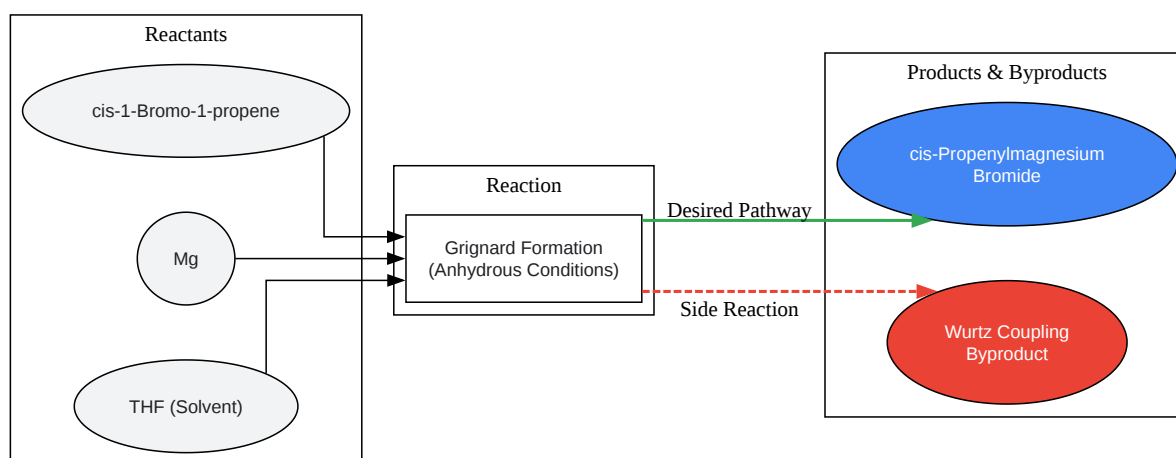 Reactants
cis-1-Bromo-1-propene
Mg
THF (Solvent)
Reaction
Grignard Formation
(Anhydrous Conditions)
Desired Pathway
Side Reaction
Products & Byproducts
cis-Propenylmagnesium
Bromide
Wurtz Coupling
Byproduct